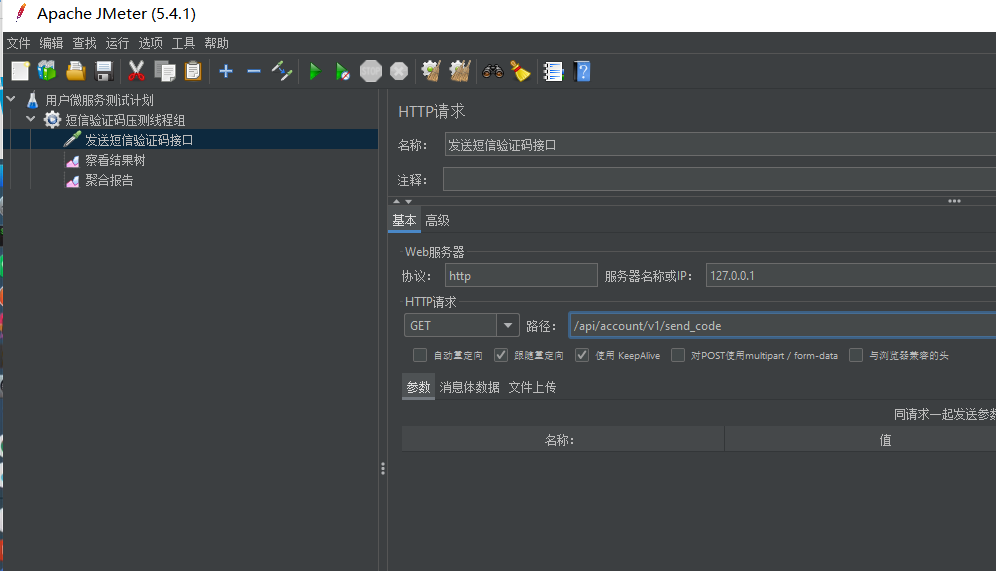 Apache JMeter (5.4.1)
文件 编辑 查找 运行 选项 工具 帮助
STOP
用户微服务测试计划
短信验证码压测线程组
发送短信验证码接口
察看结果树
聚合报告
HTTP请求
名称： 发送短信验证码接口
注释：
基本 高级
Web服务器
协议： http 服务器名称或IP： 127.0.0.1
HTTP请求
GET 路径： /api/account/v1/send_code
自动重定向 跟随重定向 使用 KeepAlive 对POST使用multipart / form-data 与浏览器兼容的头
参数 消息体数据 文件上传
同请求一起发送参数
名称： 值